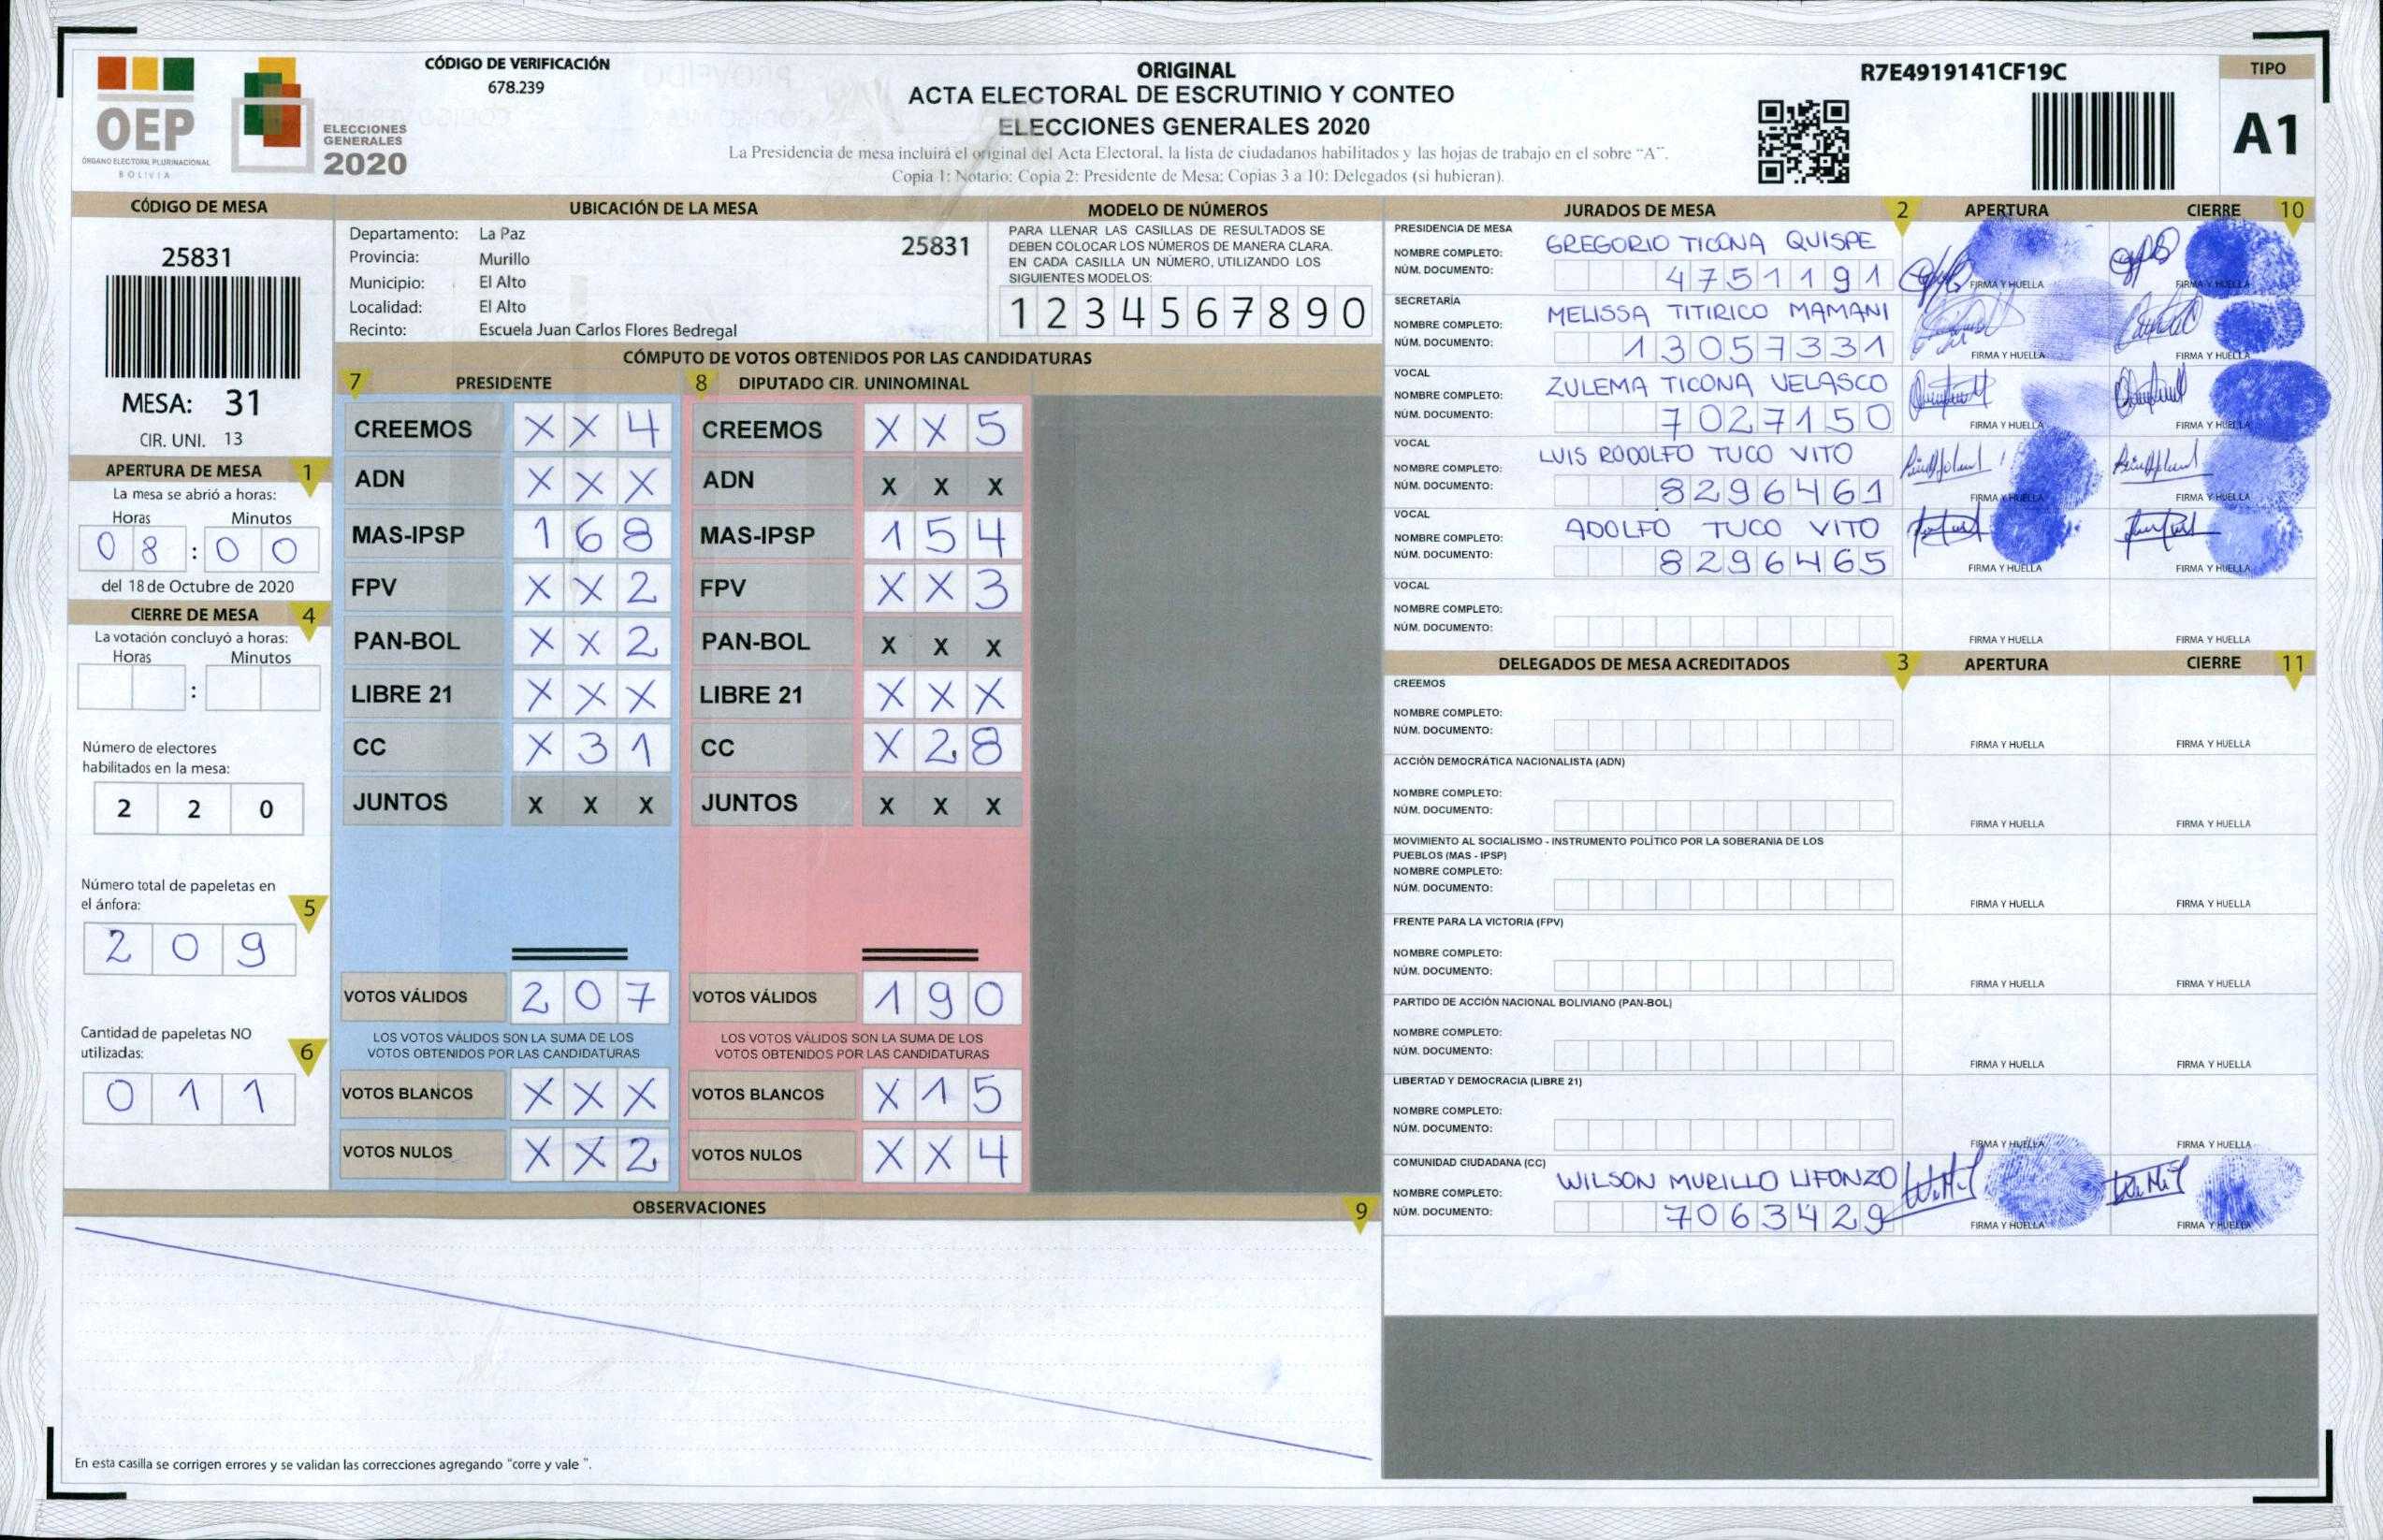 OEP
ÓRGANO ELECTORAL PLURINACIONAL
BOLIVIA
ELECCIONES
GENERALES
2020
CÓDIGO DE VERIFICACIÓN
678.239
ORIGINAL
ACTA ELECTORAL DE ESCRUTINIO Y CONTEO
ELECCIONES GENERALES 2020
La Presidencia de mesa incluirá el original del Acta Electoral, la lista de ciudadanos habilitados y las hojas de trabajo en el sobre "A".
Copia 1: Notario; Copia 2: Presidente de Mesa; Copias 3 a 10: Delegados (si hubieran).
R7E4919141CF19C
TIPO
A1
CÓDIGO DE MESA
25831
MESA: 31
CIR. UNI. 13
APERTURA DE MESA 1
La mesa se abrió a horas:
Horas Minutos
0 8 : 0 0
del 18 de Octubre de 2020
CIERRE DE MESA 4
La votación concluyó a horas:
Horas Minutos
:
Número de electores
habilitados en la mesa:
2 2 0
Número total de papeletas en
el ánfora: 5
2 0 9
Cantidad de papeletas NO
utilizadas: 6
0 1 1
UBICACIÓN DE LA MESA
Departamento: La Paz
25831
Provincia: Murillo
Municipio: El Alto
Localidad: El Alto
Recinto: Escuela Juan Carlos Flores Bedregal
MODELO DE NÚMEROS
PARA LLENAR LAS CASILLAS DE RESULTADOS SE
DEBEN COLOCAR LOS NÚMEROS DE MANERA CLARA.
EN CADA CASILLA UN NÚMERO, UTILIZANDO LOS
SIGUIENTES MODELOS:
1 2 3 4 5 6 7 8 9 0
CÓMPUTO DE VOTOS OBTENIDOS POR LAS CANDIDATURAS
7 PRESIDENTE 8 DIPUTADO CIR. UNINOMINAL
CREEMOS X X 4 CREEMOS X X 5
ADN X X X ADN X X X
MAS-IPSP 1 6 8 MAS-IPSP 1 5 4
FPV X X 2 FPV X X 3
PAN-BOL X X 2 PAN-BOL X X X
LIBRE 21 X X X LIBRE 21 X X X
CC X 3 1 CC X 2 8
JUNTOS X X X JUNTOS X X X
VOTOS VÁLIDOS 2 0 7 VOTOS VÁLIDOS 1 9 0
LOS VOTOS VÁLIDOS SON LA SUMA DE LOS LOS VOTOS VÁLIDOS SON LA SUMA DE LOS
VOTOS OBTENIDOS POR LAS CANDIDATURAS VOTOS OBTENIDOS POR LAS CANDIDATURAS
VOTOS BLANCOS X X X VOTOS BLANCOS X 1 5
VOTOS NULOS X X 2 VOTOS NULOS X X 4
OBSERVACIONES 9
En esta casilla se corrigen errores y se validan las correcciones agregando "corre y vale ".
JURADOS DE MESA 2 APERTURA CIERRE 10
PRESIDENCIA DE MESA
NOMBRE COMPLETO: GREGORIO TICONA QUISPE
NÚM. DOCUMENTO: 4751191
FIRMA Y HUELLA FIRMA Y HUELLA
SECRETARÍA
NOMBRE COMPLETO: MELISSA TITIRICO MAMANI
NÚM. DOCUMENTO: 13057331
FIRMA Y HUELLA FIRMA Y HUELLA
VOCAL
NOMBRE COMPLETO: ZULEMA TICONA VELASCO
NÚM. DOCUMENTO: 7027150
FIRMA Y HUELLA FIRMA Y HUELLA
VOCAL
NOMBRE COMPLETO: LUIS RODOLFO TUCO VITO
NÚM. DOCUMENTO: 8296461
FIRMA Y HUELLA FIRMA Y HUELLA
VOCAL
NOMBRE COMPLETO: ADOLFO TUCO VITO
NÚM. DOCUMENTO: 8296465
FIRMA Y HUELLA FIRMA Y HUELLA
VOCAL
NOMBRE COMPLETO:
NÚM. DOCUMENTO:
FIRMA Y HUELLA FIRMA Y HUELLA
DELEGADOS DE MESA ACREDITADOS 3 APERTURA CIERRE 11
CREEMOS
NOMBRE COMPLETO:
NÚM. DOCUMENTO:
FIRMA Y HUELLA FIRMA Y HUELLA
ACCIÓN DEMOCRÁTICA NACIONALISTA (ADN)
NOMBRE COMPLETO:
NÚM. DOCUMENTO:
FIRMA Y HUELLA FIRMA Y HUELLA
MOVIMIENTO AL SOCIALISMO - INSTRUMENTO POLÍTICO POR LA SOBERANIA DE LOS
PUEBLOS (MAS - IPSP)
NOMBRE COMPLETO:
NÚM. DOCUMENTO:
FIRMA Y HUELLA FIRMA Y HUELLA
FRENTE PARA LA VICTORIA (FPV)
NOMBRE COMPLETO:
NÚM. DOCUMENTO:
FIRMA Y HUELLA FIRMA Y HUELLA
PARTIDO DE ACCIÓN NACIONAL BOLIVIANO (PAN-BOL)
NOMBRE COMPLETO:
NÚM. DOCUMENTO:
FIRMA Y HUELLA FIRMA Y HUELLA
LIBERTAD Y DEMOCRACIA (LIBRE 21)
NOMBRE COMPLETO:
NÚM. DOCUMENTO:
FIRMA Y HUELLA FIRMA Y HUELLA
COMUNIDAD CIUDADANA (CC)
NOMBRE COMPLETO: WILSON MURILLO LIFONZO
NÚM. DOCUMENTO: 7063429
FIRMA Y HUELLA FIRMA Y HUELLA